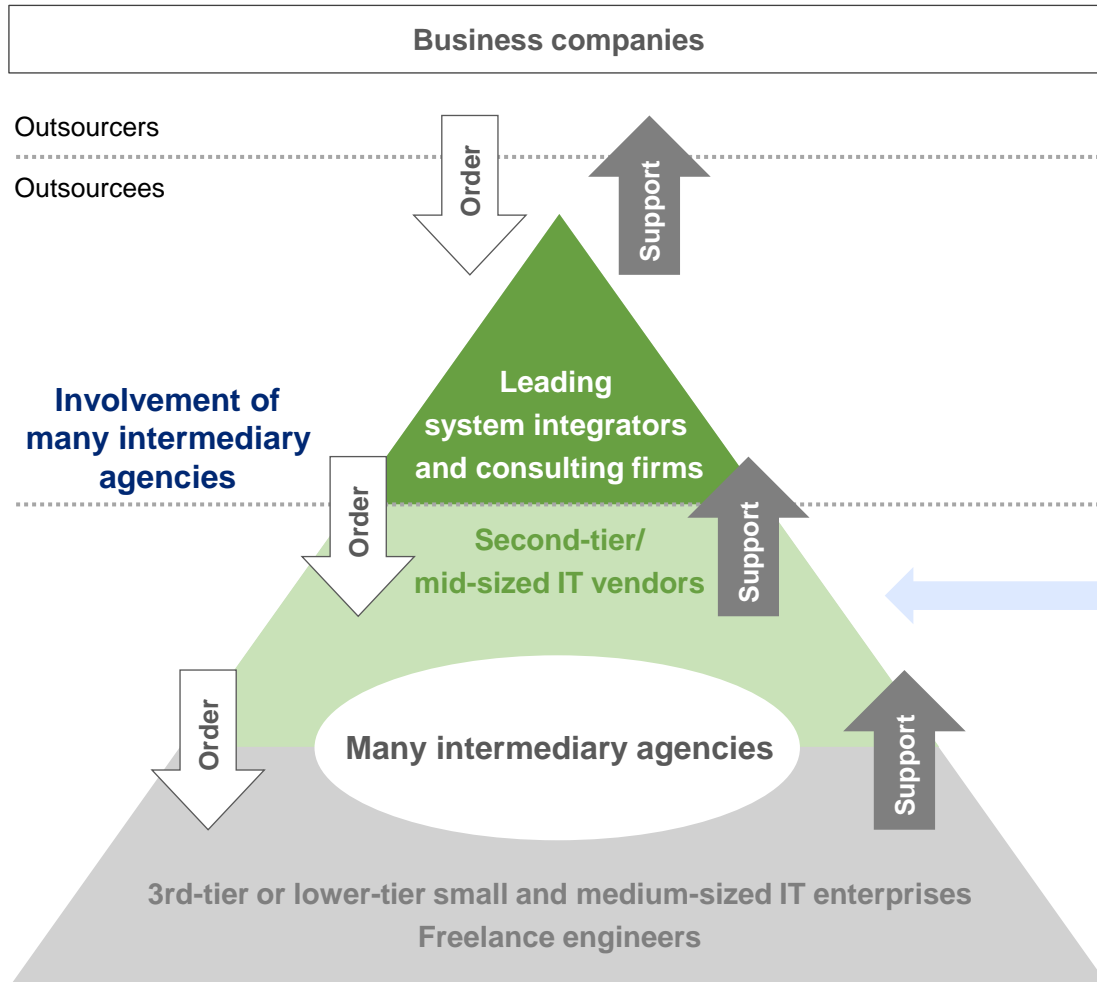 Business companies
Outsourcers
Outsourcees
Order
Support
Leading
system integrators
and consulting firms
Involvement of
many intermediary
agencies
Order
Support
Second-tier/
mid-sized IT vendors
Order
Support
Many intermediary agencies
3rd-tier or lower-tier small and medium-sized IT enterprises
Freelance engineers